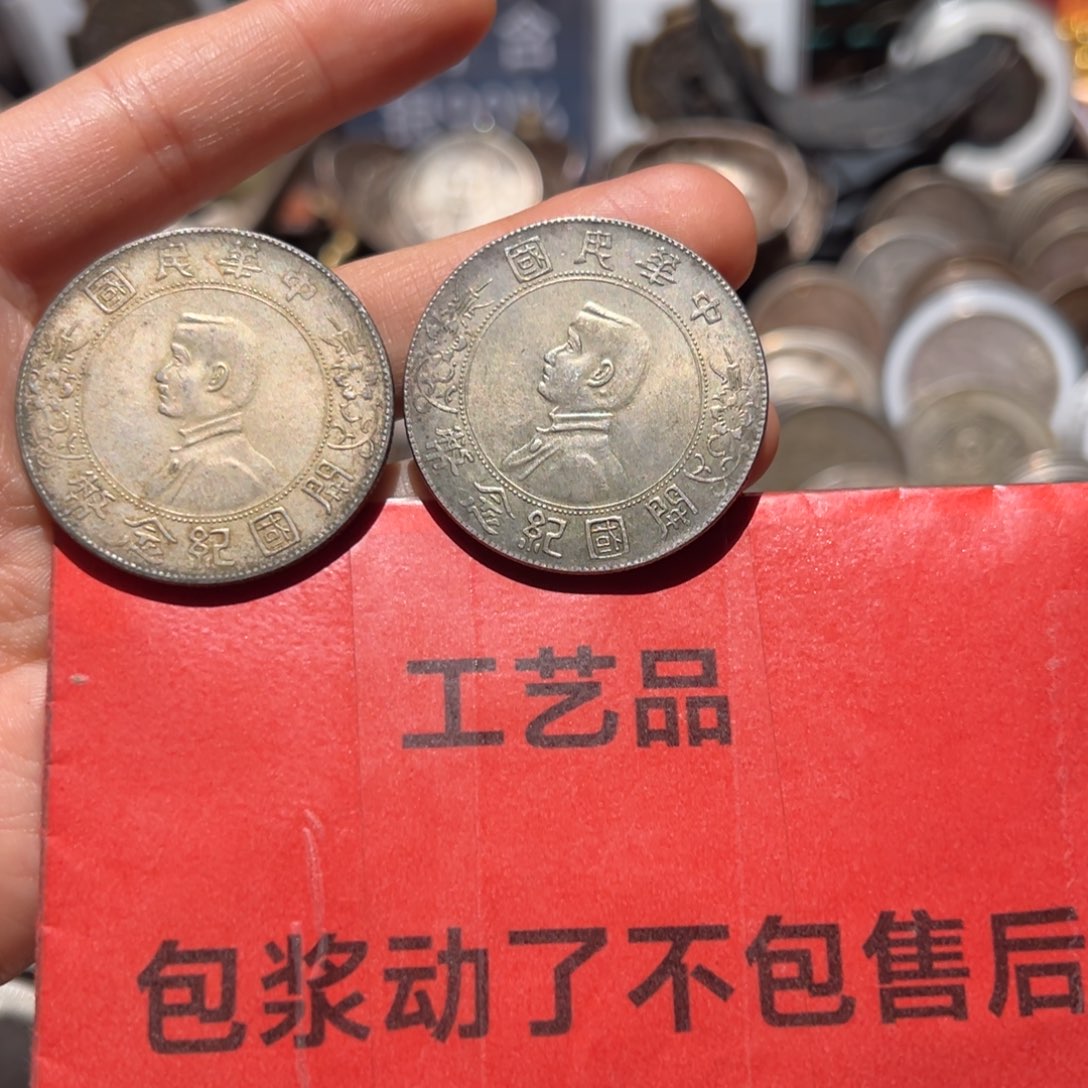 中華民國
開國紀念幣
中華民國
開國紀念幣
工艺品
包浆动了不包售后